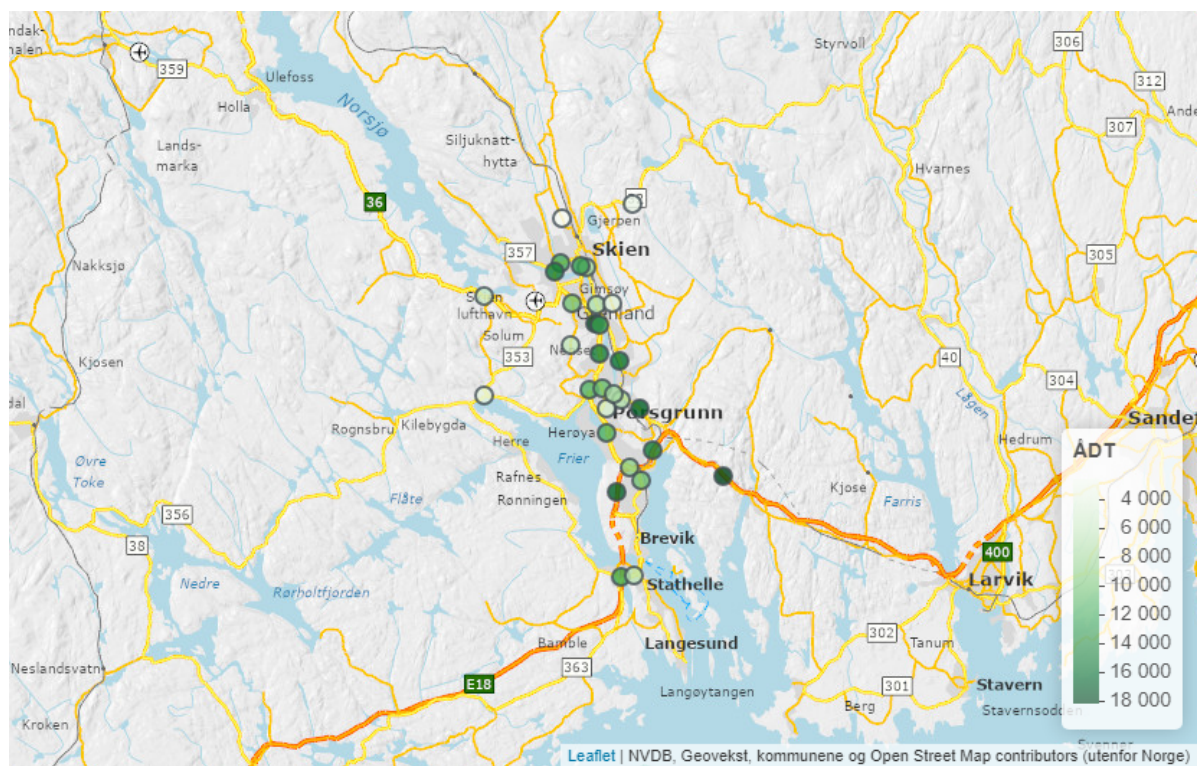 ndak-
nalen
359
Ulefoss
Holla
Norsjø
Styrvoll
306
312
Ande
307
Lands-
marka
Siljuknatt-
hytta
Hvarnes
36
Gjerpen
357
Skien
305
Nakksjø
Gimsøy
lufthavn
Solum
353
40
Kjosen
304
Lågen
dal
Porsgrunn
Sandef
Rognsbru
Kilebygda
Herre
Herøya
Hedrum
Frier
Øvre
Toke
Rafnes
Rønningen
Flåte
Kjose
Farris
356
38
Brevik
400
Nedre
Rørholtfjorden
Stathelle
Larvik
303
Bamble
Langesund
302
Tanum
363
Neslandsvatn
E18
Langøytangen
301
Stavern
Berg
Stavernsodden
Kroken
ÅDT
4 000
6 000
8 000
10 000
12 000
14 000
16 000
18 000
Leaflet | NVDB, Geovekst, kommunene og Open Street Map contributors (utenfor Norge)